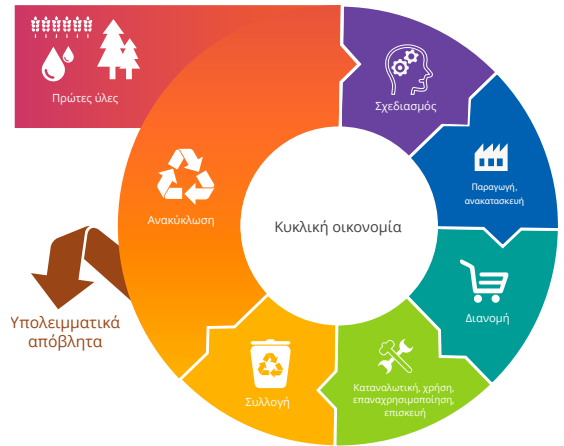 Πρώτες ύλες
Σχεδιασμός
Παραγωγή,
ανακατασκευή
Διανομή
Καταναλωτική, χρήση,
επαναχρησιμοποίηση,
επισκευή
Συλλογή
Ανακύκλωση
Κυκλική οικονομία
Υπολειμματικά
απόβλητα